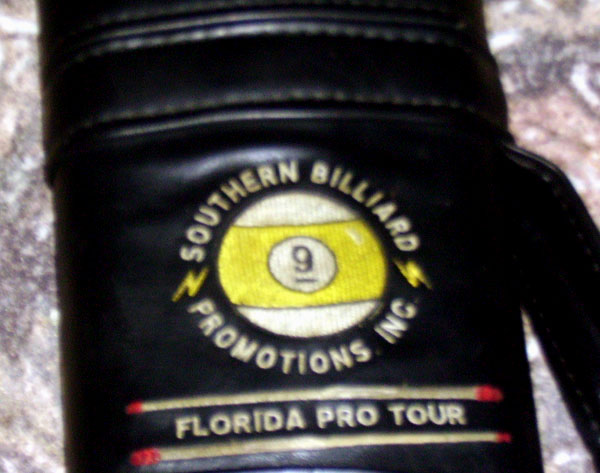 SOUTHERN BILLIARD
9
PROMOTIONS INC.
FLORIDA PRO TOUR